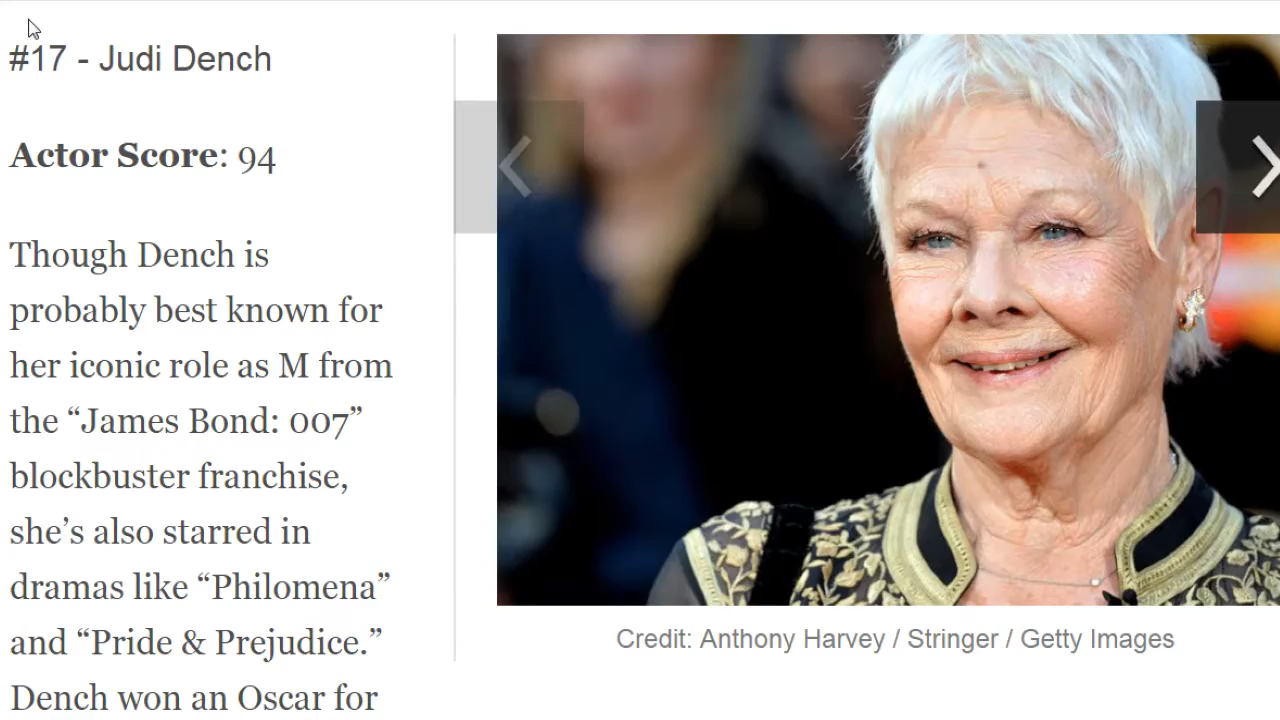 #17 - Judi Dench
Actor Score: 94
Though Dench is
probably best known for
her iconic role as M from
the “James Bond: 007”
blockbuster franchise,
she’s also starred in
dramas like “Philomena”
and “Pride & Prejudice.”
Dench won an Oscar for
Credit: Anthony Harvey / Stringer / Getty Images